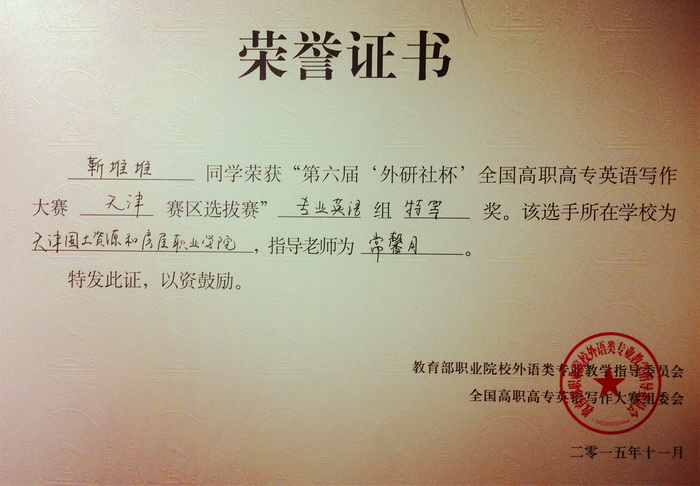 荣誉证书
靳堆堆 同学荣获“第六届‘外研社杯’全国高职高专英语写作
大赛 天津 赛区选拔赛” 专业英语 组 特等 奖。该选手所在学校为
天津国土资源和房屋职业学院，指导老师为 常馨月 。
特发此证，以资鼓励。
教育部职业院校外语类专业教学指导委员会
全国高职高专英语写作大赛组委会
二零一五年十一月